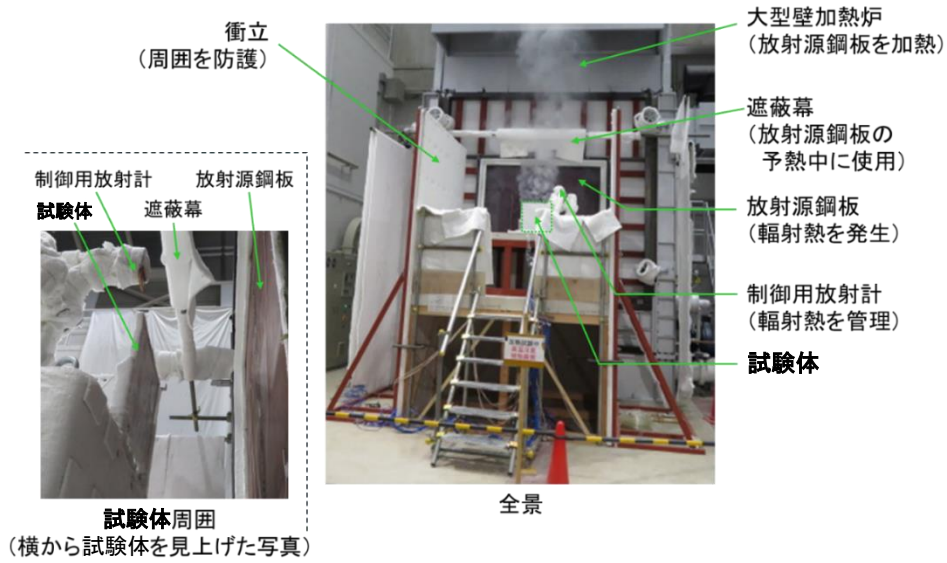 衝立
（周囲を防護）
大型壁加熱炉
（放射源鋼板を加熱）
遮蔽幕
（放射源鋼板の
予熱中に使用）
放射源鋼板
（輻射熱を発生）
制御用放射計
（輻射熱を管理）
試験体
全景
制御用放射計
放射源鋼板
試験体
遮蔽幕
試験体周囲
（横から試験体を見上げた写真）